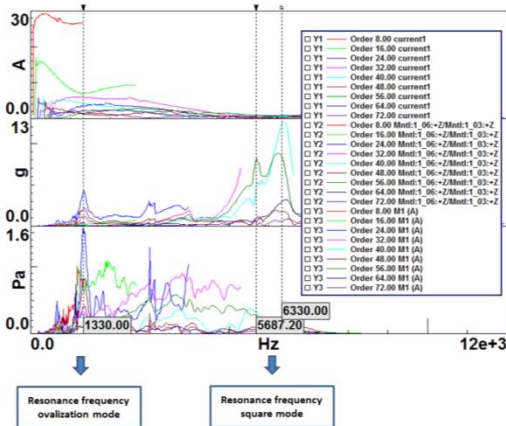 30
A
0.0
13
g
0.0
1.6
Pa
0.0
Y1 Order 8.00 current1
Y1 Order 16.00 current1
Y1 Order 24.00 current1
Y1 Order 32.00 current1
Y1 Order 40.00 current1
Y1 Order 48.00 current1
Y1 Order 56.00 current1
Y1 Order 64.00 current1
Y1 Order 72.00 current1
Y2 Order 8.00 Mntl:1_06:+Z/Mntl:1_03:+Z
Y2 Order 16.00 Mntl:1_06:+Z/Mntl:1_03:+Z
Y2 Order 24.00 Mntl:1_06:+Z/Mntl:1_03:+Z
Y2 Order 32.00 Mntl:1_06:+Z/Mntl:1_03:+Z
Y2 Order 40.00 Mntl:1_06:+Z/Mntl:1_03:+Z
Y2 Order 48.00 Mntl:1_06:+Z/Mntl:1_03:+Z
Y2 Order 56.00 Mntl:1_06:+Z/Mntl:1_03:+Z
Y2 Order 64.00 Mntl:1_06:+Z/Mntl:1_03:+Z
Y2 Order 72.00 Mntl:1_06:+Z/Mntl:1_03:+Z
Y3 Order 8.00 M1 (A)
Y3 Order 16.00 M1 (A)
Y3 Order 24.00 M1 (A)
Y3 Order 32.00 M1 (A)
Y3 Order 40.00 M1 (A)
Y3 Order 48.00 M1 (A)
Y3 Order 56.00 M1 (A)
Y3 Order 64.00 M1 (A)
Y3 Order 72.00 M1 (A)
6330.00
1330.00
5687.20
0.0
Hz
12e+3
Resonance frequency
ovalization mode
Resonance frequency
square mode